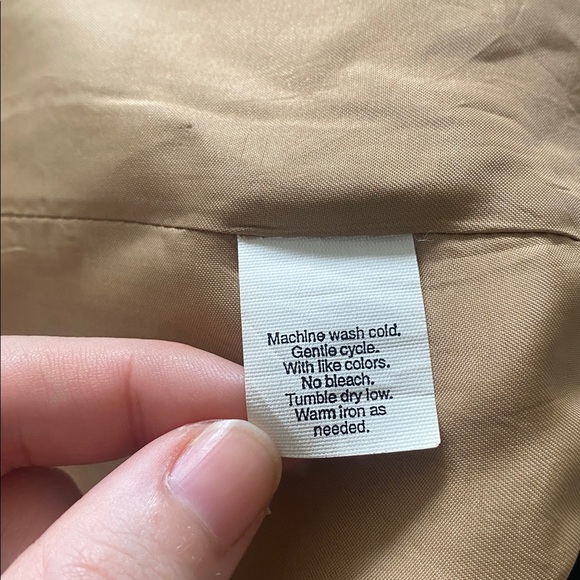 Machine wash cold.
Gentle cycle.
With like colors.
No bleach.
Tumble dry low.
Warm iron as
needed.